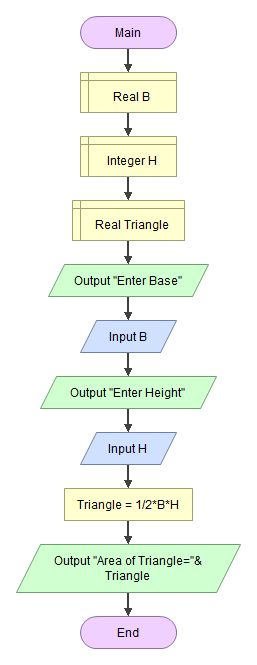 Main
Real B
Integer H
Real Triangle
Output "Enter Base"
Input B
Output "Enter Height"
Input H
Triangle = 1/2*B*H
Output "Area of Triangle="&
Triangle
End